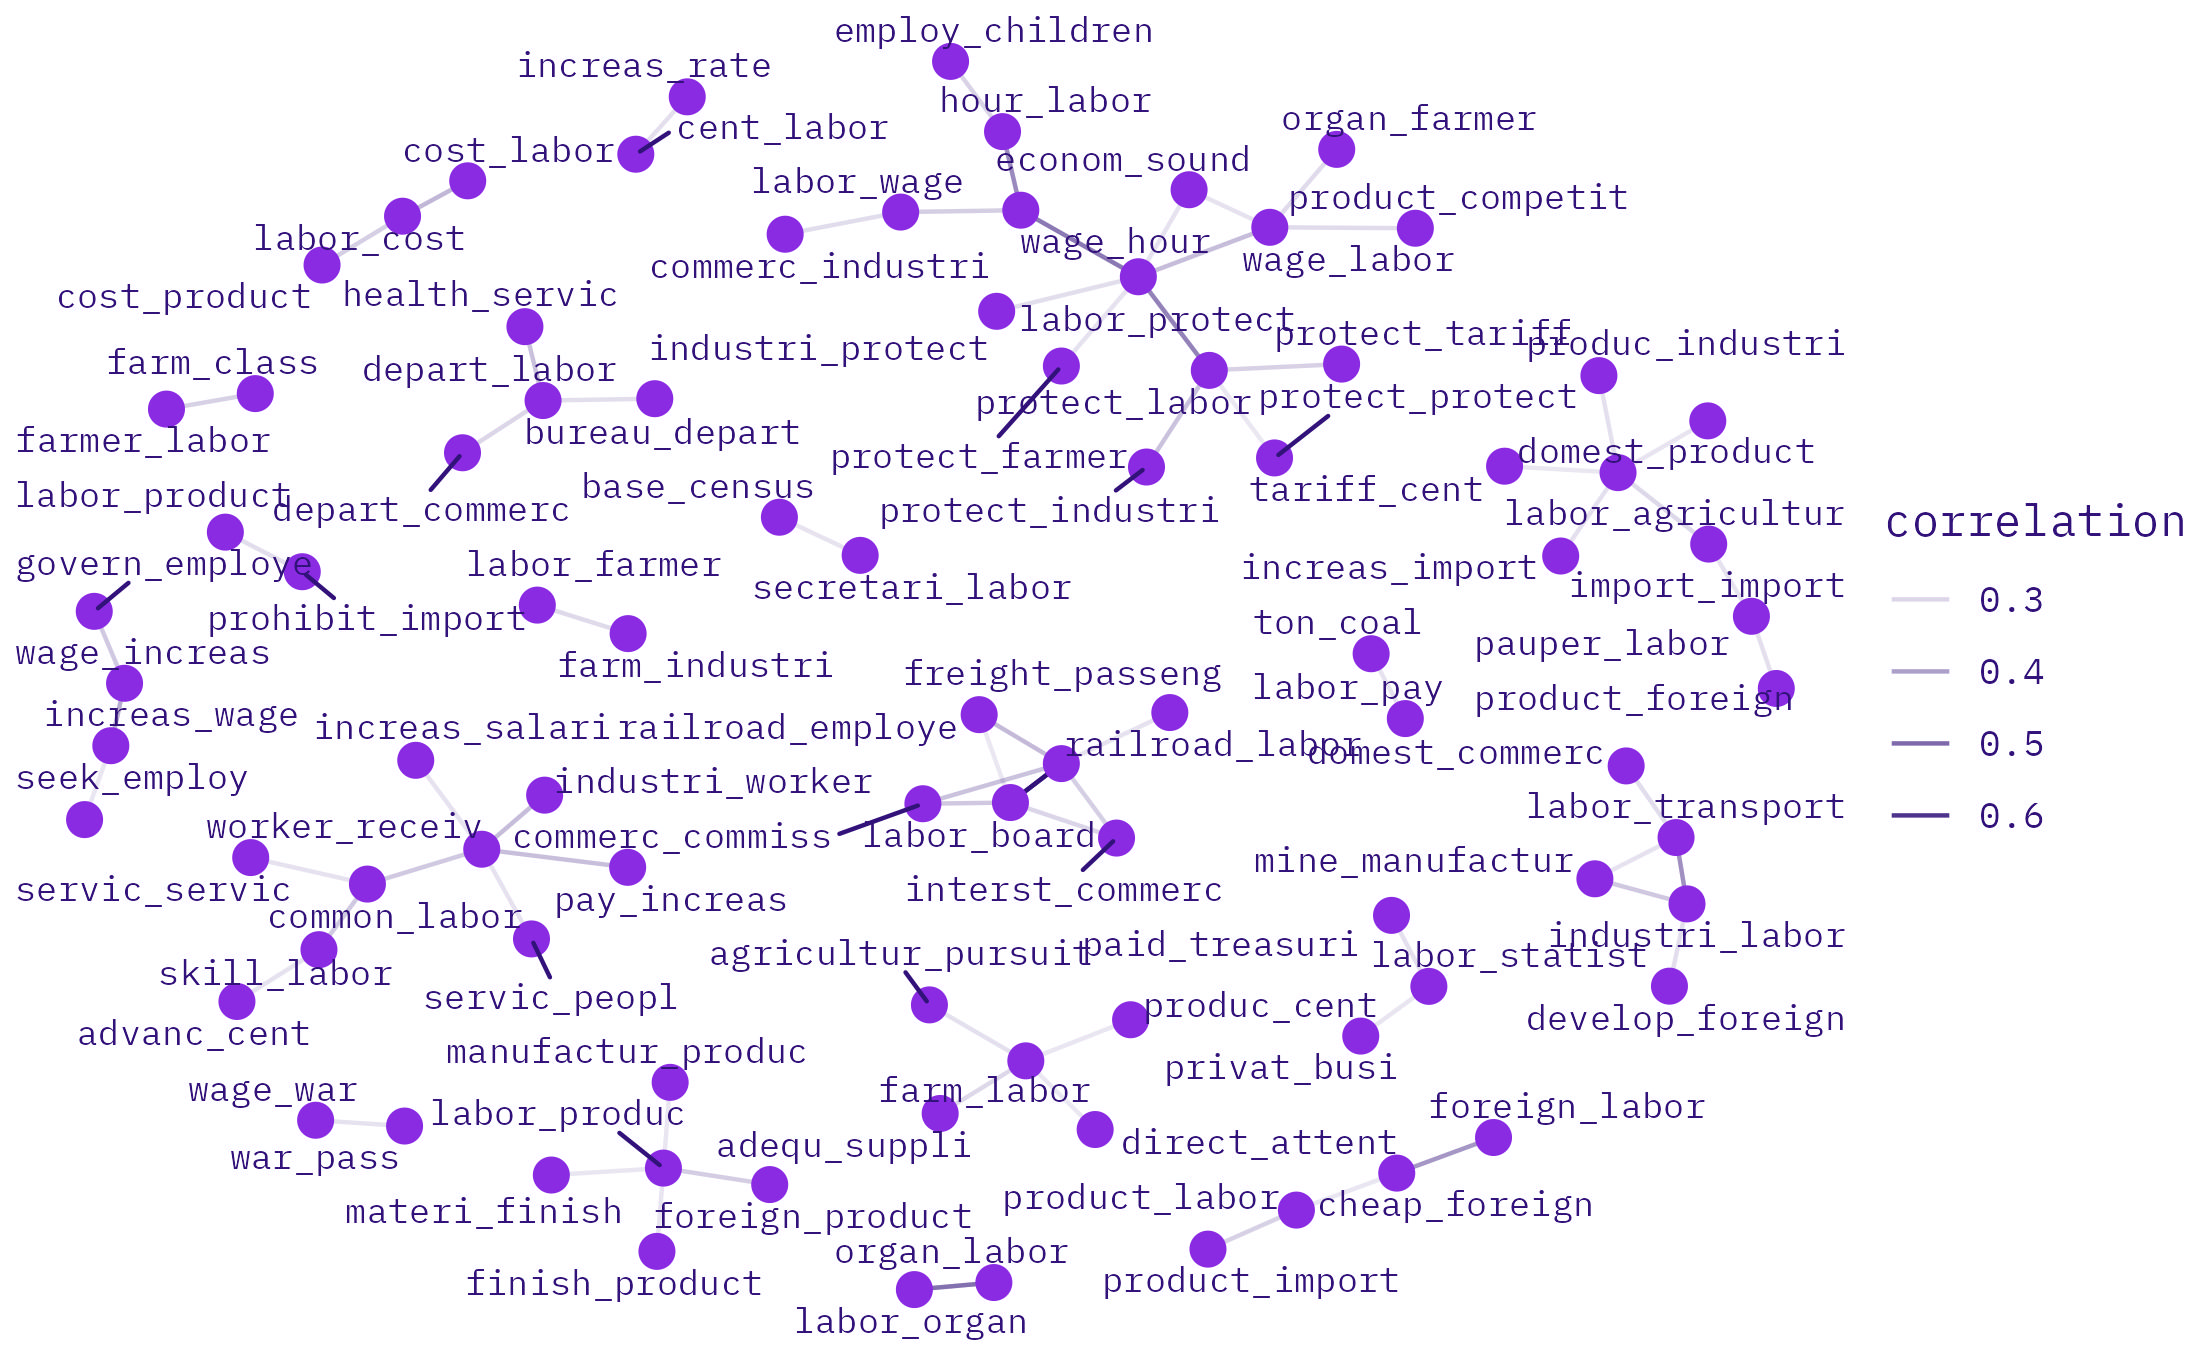 employ_children
increas_rate
hour_labor
organ_farmer
cent_labor
cost_labor
econom_sound
labor_wage
product_competit
labor_cost
wage_hour
wage_labor
commerc_industri
cost_product
health_servic
labor_protect
protect_tariff
produc_industri
industri_protect
farm_class
depart_labor
protect_labor
protect_protect
farmer_labor
bureau_depart
domest_product
protect_farmer
base_census
tariff_cent
labor_product
depart_commerc
protect_industri
labor_agricultur
correlation
govern_employe
labor_farmer
increas_import
import_import
secretari_labor
0.3
prohibit_import
ton_coal
wage_increas
farm_industri
pauper_labor
freight_passeng
0.4
labor_pay
product_foreign
increas_wage
increas_salari
railroad_employe
railroad_labor
domest_commerc
0.5
seek_employ
industri_worker
labor_transport
worker_receiv
commerc_commiss
labor_board
0.6
mine_manufactur
servic_servic
pay_increas
interst_commerc
common_labor
industri_labor
agricultur_pursuit
paid_treasuri
labor_statist
skill_labor
servic_peopl
produc_cent
develop_foreign
advanc_cent
manufactur_produc
privat_busi
wage_war
farm_labor
labor_produc
foreign_labor
war_pass
adequ_suppli
direct_attent
materi_finish
foreign_product
product_labor
cheap_foreign
organ_labor
finish_product
product_import
labor_organ